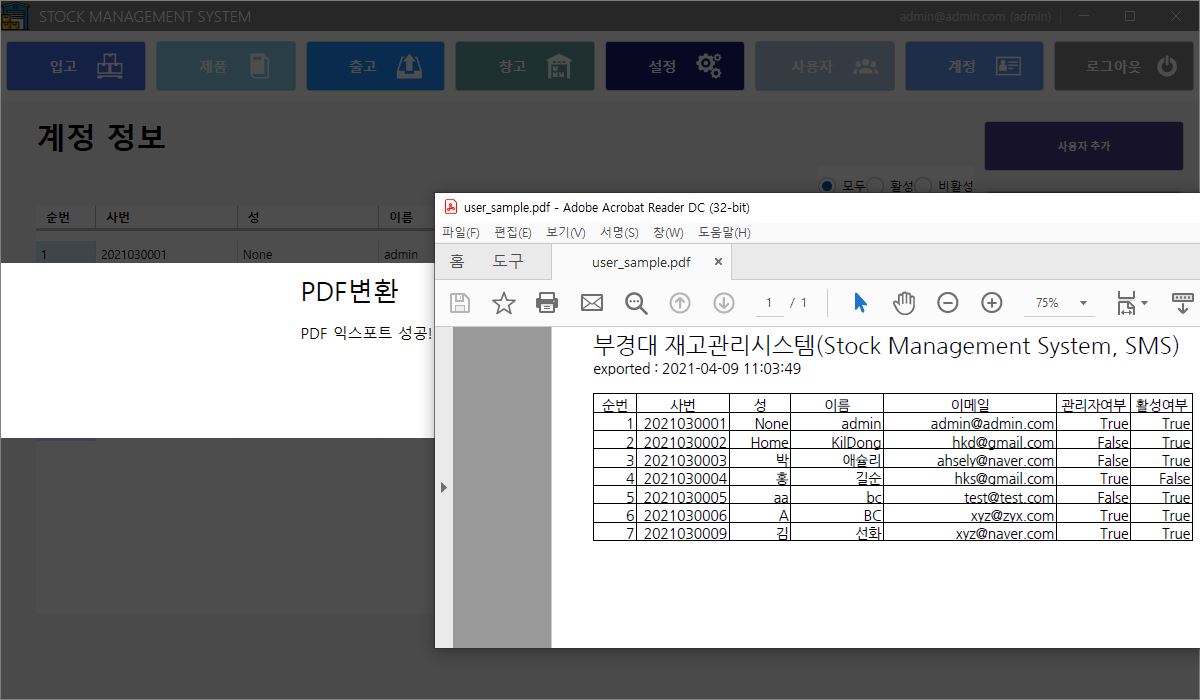 STOCK MANAGEMENT SYSTEM admin@admin.com (admin)
입고 제품 출고 창고 설정 사용자 계정 로그아웃
계정 정보
사용자 추가
모두 활성 비활성
순번 사번 성 이름
1 2021030001 None admin
PDF변환
PDF 익스포트 성공!
user_sample.pdf - Adobe Acrobat Reader DC (32-bit)
파일(F) 편집(E) 보기(V) 서명(S) 창(W) 도움말(H)
홈 도구 user_sample.pdf ×
1 / 1 75%
부경대 재고관리시스템(Stock Management System, SMS)
exported : 2021-04-09 11:03:49
순번 사번 성 이름 이메일 관리자여부 활성여부
1 2021030001 None admin admin@admin.com True True
2 2021030002 Home KilDong hkd@gmail.com False True
3 2021030003 박 애슐리 ahsely@naver.com False True
4 2021030004 홍 길순 hks@gmail.com True False
5 2021030005 aa bc test@test.com False True
6 2021030006 A BC xyz@zyx.com True True
7 2021030009 김 선화 xyz@naver.com True True